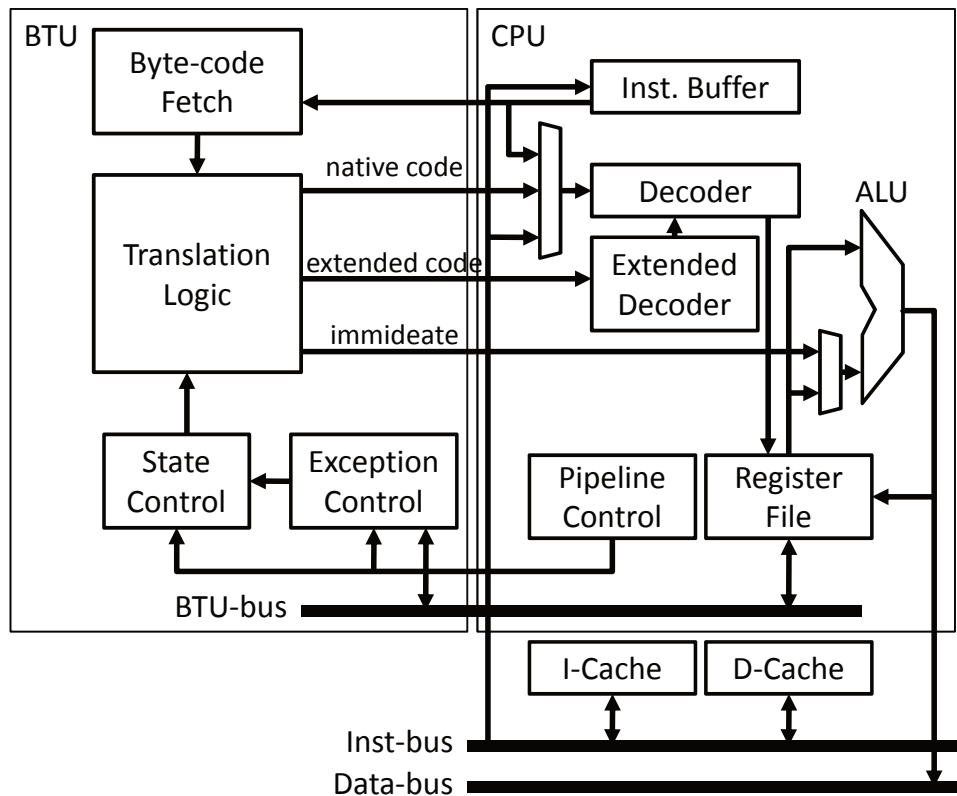 BTU
CPU
Byte-code
Fetch
Inst. Buffer
native code
Decoder
ALU
Translation
Logic
extended code
Extended
Decoder
immideate
State
Control
Exception
Control
Pipeline
Control
Register
File
BTU-bus
I-Cache
D-Cache
Inst-bus
Data-bus